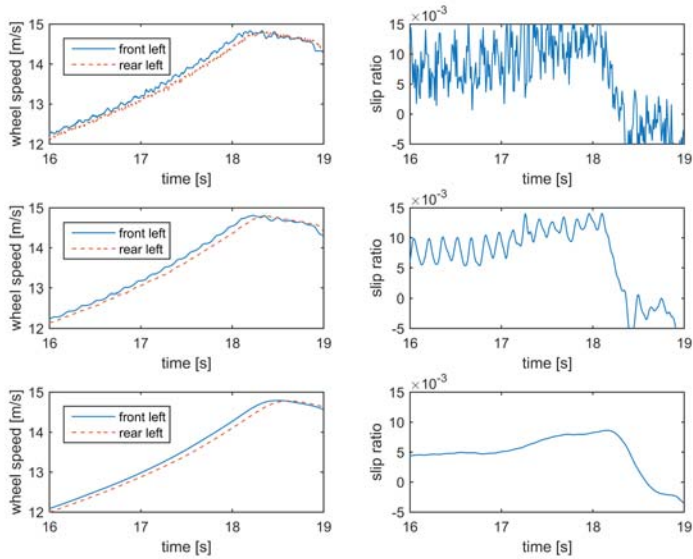 15
14
13
12
wheel speed [m/s]
front left
rear left
16 17 18 19
time [s]
×10⁻³
15
10
5
0
-5
slip ratio
16 17 18 19
time [s]
15
14
13
12
wheel speed [m/s]
front left
rear left
16 17 18 19
time [s]
×10⁻³
15
10
5
0
-5
slip ratio
16 17 18 19
time [s]
15
14
13
12
wheel speed [m/s]
front left
rear left
16 17 18 19
time [s]
×10⁻³
15
10
5
0
-5
slip ratio
16 17 18 19
time [s]